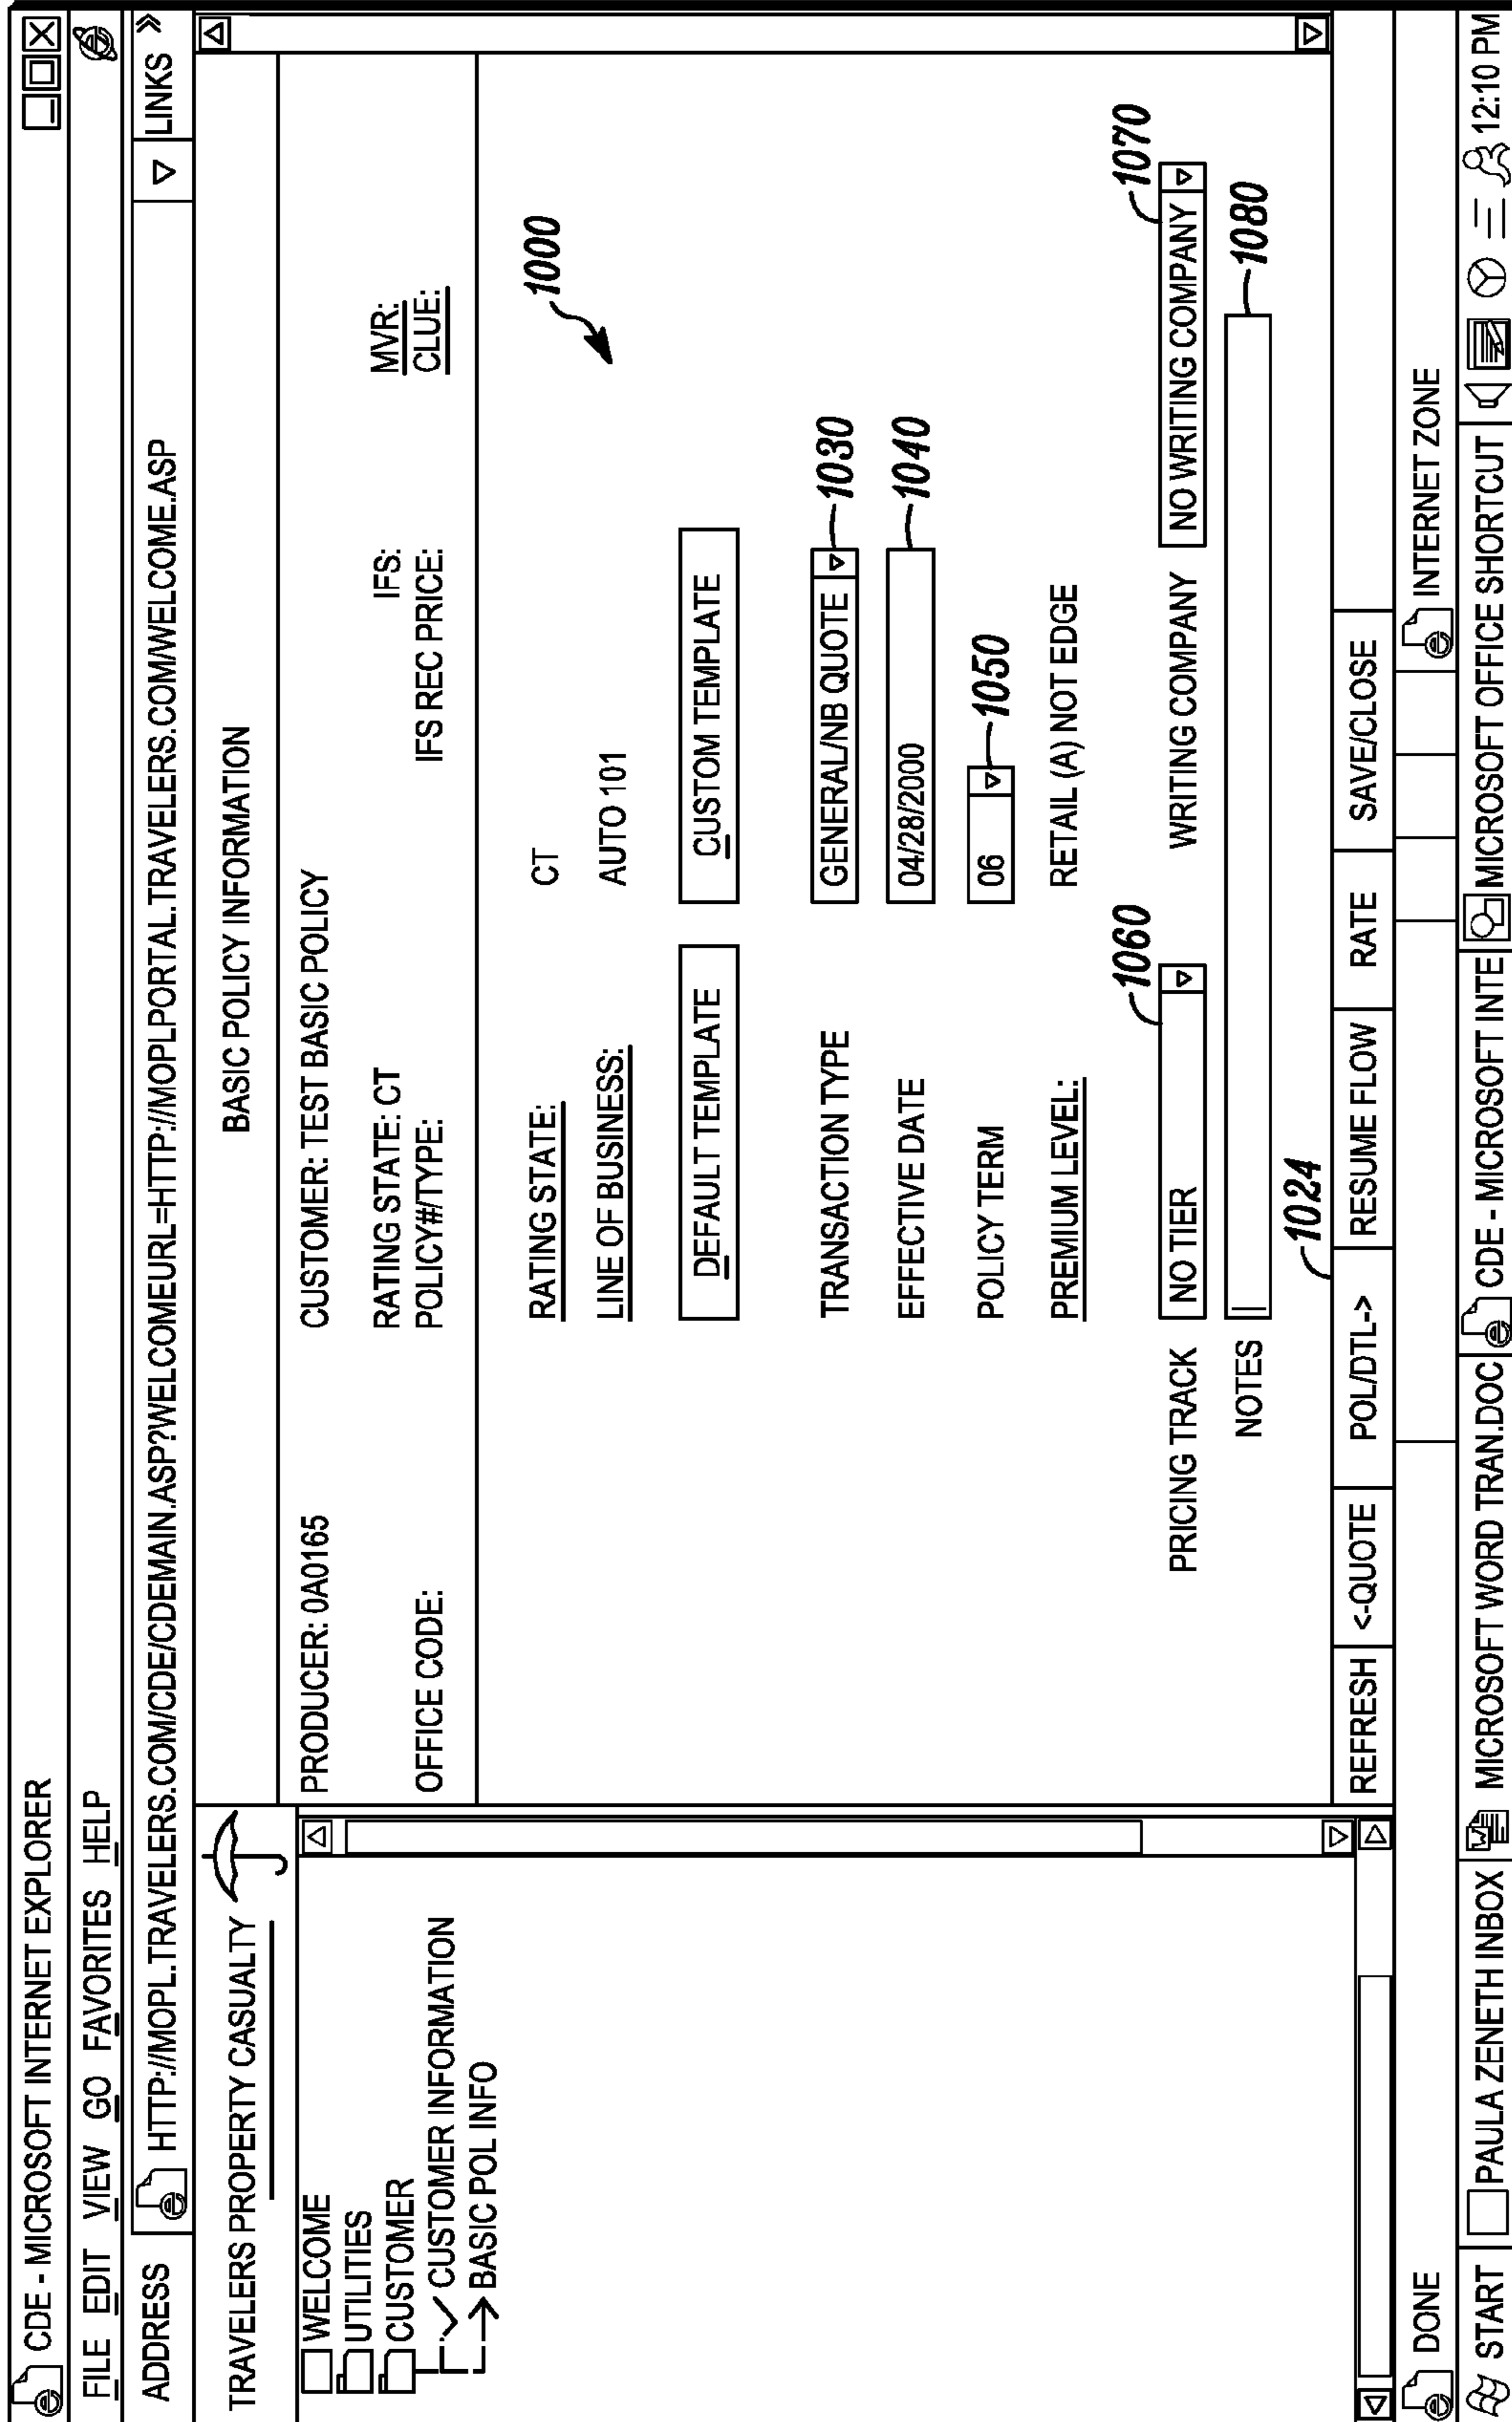 CDE - MICROSOFT INTERNET EXPLORER
FILE EDIT VIEW GO FAVORITES HELP
ADDRESS HTTP://MOPL.TRAVELERS.COM/CDE/CDEMAIN.ASP?WELCOMEURL=HTTP://MOPLPORTAL.TRAVELERS.COM/WELCOME.ASP LINKS »
TRAVELERS PROPERTY CASUALTY
WELCOME
UTILITIES
CUSTOMER
CUSTOMER INFORMATION
BASIC POL INFO
BASIC POLICY INFORMATION
PRODUCER: 0A0165 CUSTOMER: TEST BASIC POLICY
RATING STATE: CT IFS: MVR:
OFFICE CODE: POLICY#/TYPE: IFS REC PRICE: CLUE:
1000
RATING STATE: CT
LINE OF BUSINESS: AUTO 101
DEFAULT TEMPLATE CUSTOM TEMPLATE
TRANSACTION TYPE GENERAL/NB QUOTE 1030
EFFECTIVE DATE 04/28/2000 1040
POLICY TERM 06 1050
PREMIUM LEVEL: RETAIL (A) NOT EDGE
1060 1070
PRICING TRACK NO TIER WRITING COMPANY NO WRITING COMPANY
NOTES 1080
1024
REFRESH <-QUOTE POL/DTL-> RESUME FLOW RATE SAVE/CLOSE
DONE INTERNET ZONE
START PAULA ZENETH INBOX MICROSOFT WORD TRAN.DOC CDE - MICROSOFT INTE MICROSOFT OFFICE SHORTCUT 12:10 PM